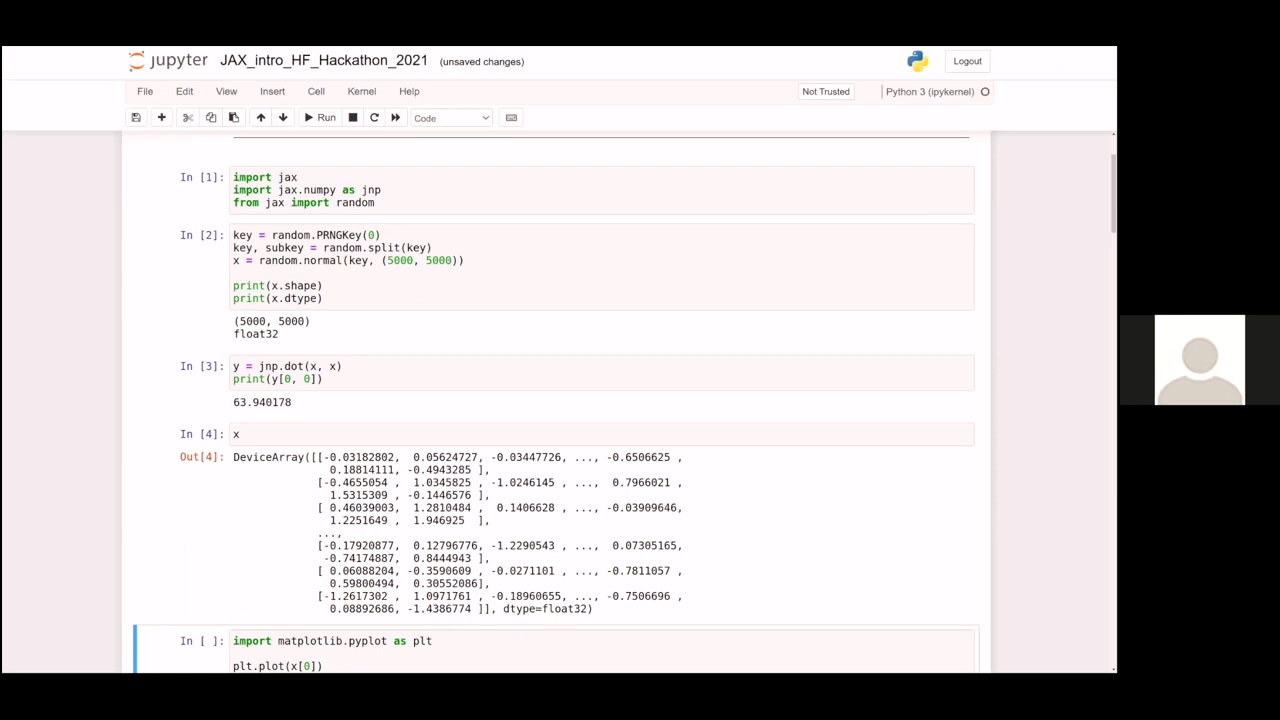 jupyter JAX_intro_HF_Hackathon_2021 (unsaved changes) Logout
File Edit View Insert Cell Kernel Help Not Trusted Python 3 (ipykernel)
Run Code
In [1]: import jax
import jax.numpy as jnp
from jax import random
In [2]: key = random.PRNGKey(0)
key, subkey = random.split(key)
x = random.normal(key, (5000, 5000))
print(x.shape)
print(x.dtype)
(5000, 5000)
float32
In [3]: y = jnp.dot(x, x)
print(y[0, 0])
63.940178
In [4]: x
Out[4]: DeviceArray([[-0.03182802, 0.05624727, -0.03447726, ..., -0.6506625 ,
0.18814111, -0.4943285 ],
[-0.4655054 , 1.0345825 , -1.0246145 , ..., 0.7966021 ,
1.5315309 , -0.1446576 ],
[ 0.46039003, 1.2810484 , 0.1406628 , ..., -0.03909646,
1.2251649 , 1.946925 ],
...,
[-0.17920877, 0.12796776, -1.2290543 , ..., 0.07305165,
-0.74174887, 0.8444943 ],
[ 0.06088204, -0.3590609 , -0.0271101 , ..., -0.7811057 ,
0.59800494, 0.30552086],
[-1.2617302 , 1.0971761 , -0.18960655, ..., -0.7506696 ,
0.08892686, -1.4386774 ]], dtype=float32)
In [ ]: import matplotlib.pyplot as plt
plt.plot(x[0])